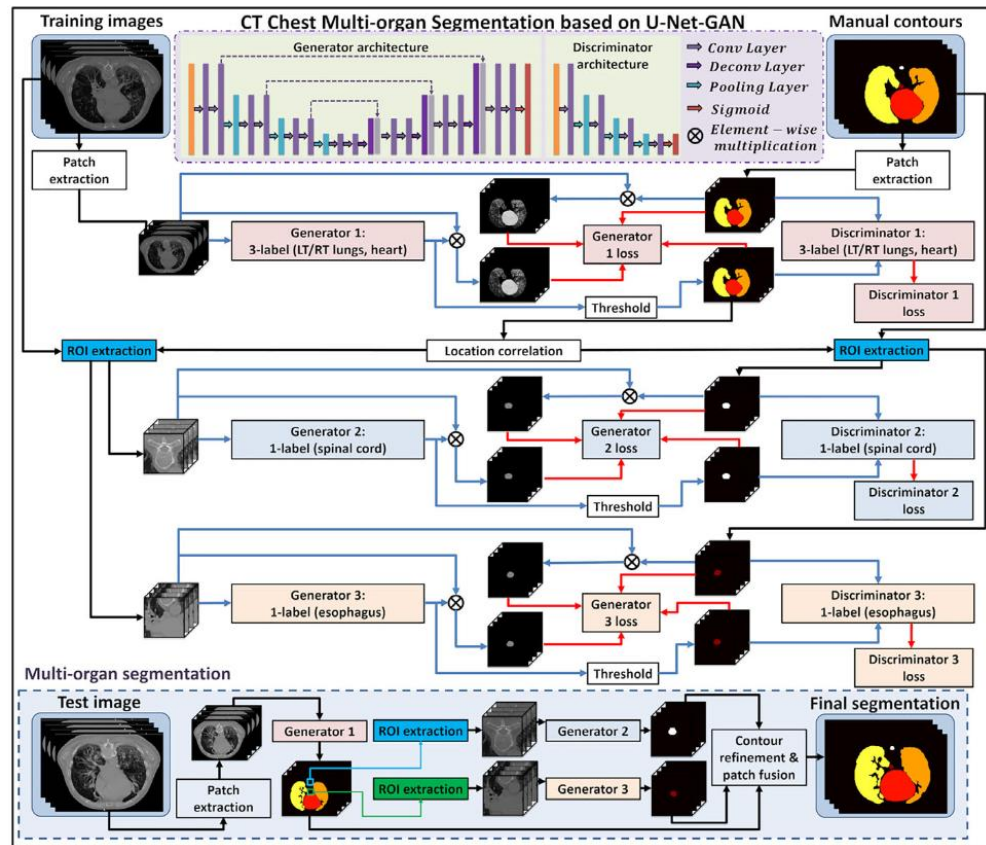 Training images
CT Chest Multi-organ Segmentation based on U-Net-GAN
Manual contours
Generator architecture
Discriminator
architecture
Conv Layer
Deconv Layer
Pooling Layer
Sigmoid
Element − wise
multiplication
Patch
extraction
Patch
extraction
Generator 1:
3-label (LT/RT lungs, heart)
Generator
1 loss
Discriminator 1:
3-label (LT/RT lungs, heart)
Threshold
Discriminator 1
loss
ROI extraction
Location correlation
ROI extraction
Generator 2:
1-label (spinal cord)
Generator
2 loss
Discriminator 2:
1-label (spinal cord)
Threshold
Discriminator 2
loss
Generator 3:
1-label (esophagus)
Generator
3 loss
Discriminator 3:
1-label (esophagus)
Threshold
Discriminator 3
loss
Multi-organ segmentation
Test image
Patch
extraction
Generator 1
ROI extraction
Generator 2
ROI extraction
Generator 3
Contour
refinement &
patch fusion
Final segmentation